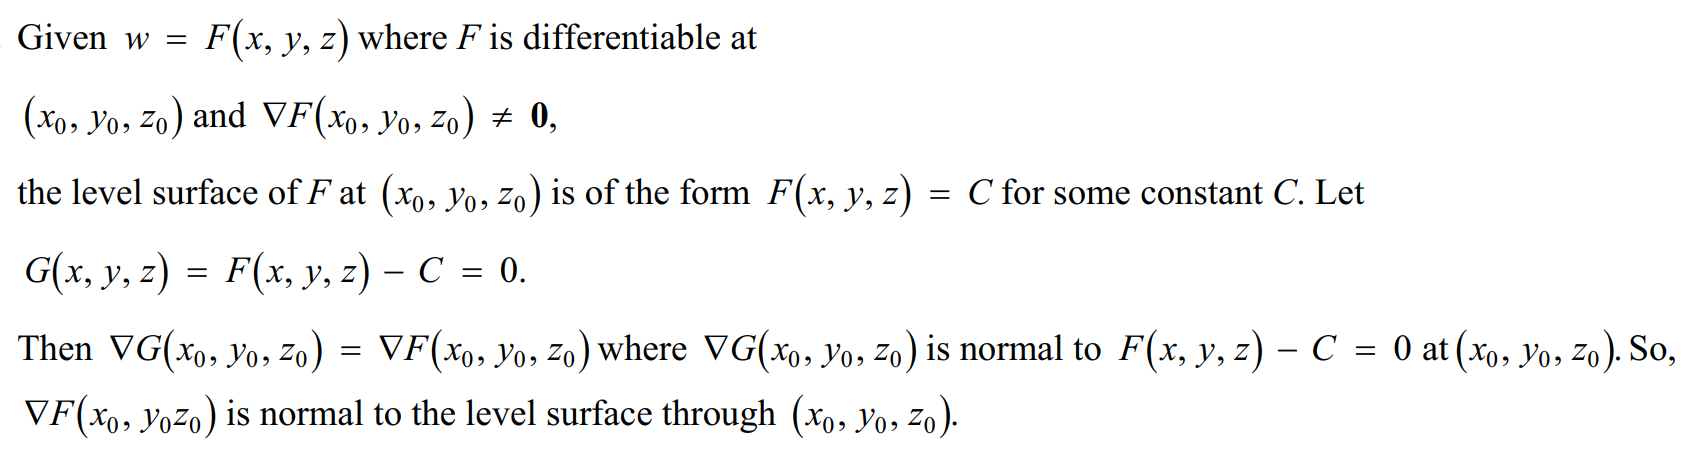 Given w = F(x, y, z) where F is differentiable at
(x₀, y₀, z₀) and ∇F(x₀, y₀, z₀) ≠ 0,
the level surface of F at (x₀, y₀, z₀) is of the form F(x, y, z) = C for some constant C. Let
G(x, y, z) = F(x, y, z) − C = 0.
Then ∇G(x₀, y₀, z₀) = ∇F(x₀, y₀, z₀) where ∇G(x₀, y₀, z₀) is normal to F(x, y, z) − C = 0 at (x₀, y₀, z₀). So,
∇F(x₀, y₀z₀) is normal to the level surface through (x₀, y₀, z₀).